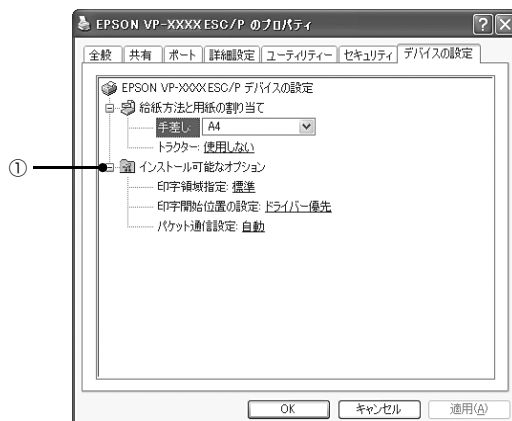 EPSON VP-XXXX ESC/P のプロパティ
全般 共有 ポート 詳細設定 ユーティリティー セキュリティ デバイスの設定
EPSON VP-XXXX ESC/P デバイスの設定
給紙方法と用紙の割り当て
手差し: A4
トラクター: 使用しない
① インストール可能なオプション
印字領域指定: 標準
印字開始位置の設定: ドライバー優先
パケット通信設定: 自動
OK キャンセル 適用(A)